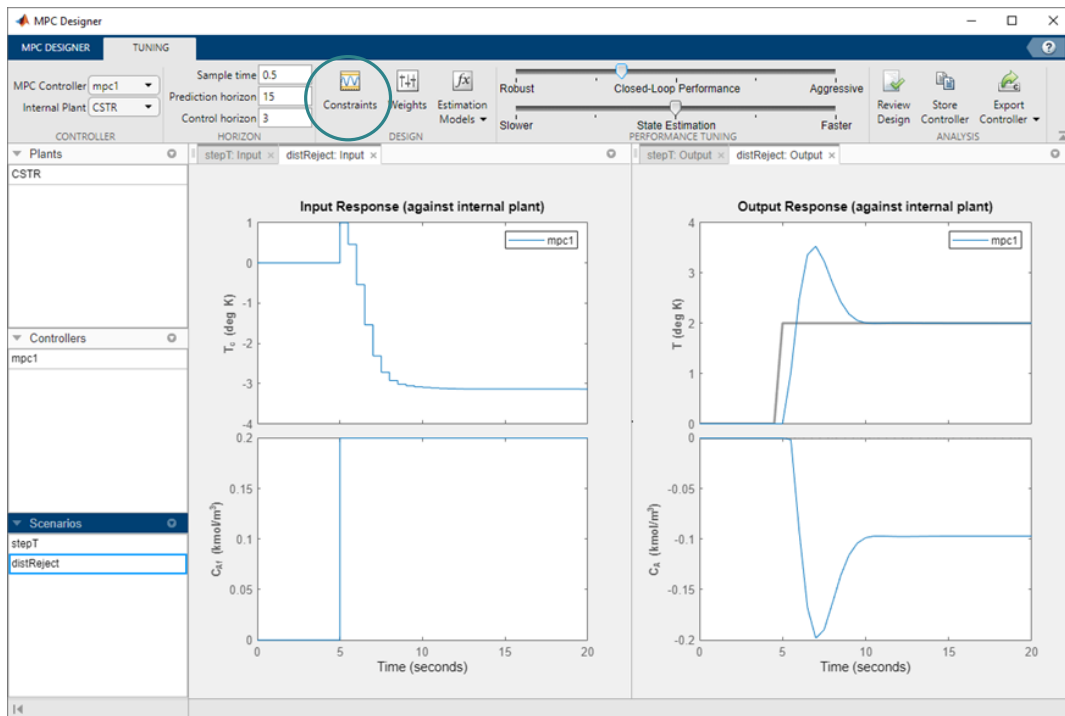 MPC Designer
MPC DESIGNER
TUNING
MPC Controller mpc1
Internal Plant CSTR
CONTROLLER
Sample time 0.5
Prediction horizon 15
Control horizon 3
HORIZON
Constraints
Weights
Estimation
Models
DESIGN
Robust
Closed-Loop Performance
Aggressive
Slower
State Estimation
Faster
PERFORMANCE TUNING
Review
Design
Store
Controller
Export
Controller
ANALYSIS
?
Plants
CSTR
Controllers
mpc1
Scenarios
stepT
distReject
stepT: Input
distReject: Input
Input Response (against internal plant)
mpc1
T_c (deg K)
1
0
-1
-2
-3
-4
C_Af (kmol/m³)
0.2
0.15
0.1
0.05
0
0 5 10 15 20
Time (seconds)
stepT: Output
distReject: Output
Output Response (against internal plant)
mpc1
T (deg K)
4
3
2
1
0
C_A (kmol/m³)
0
-0.05
-0.1
-0.15
-0.2
0 5 10 15 20
Time (seconds)